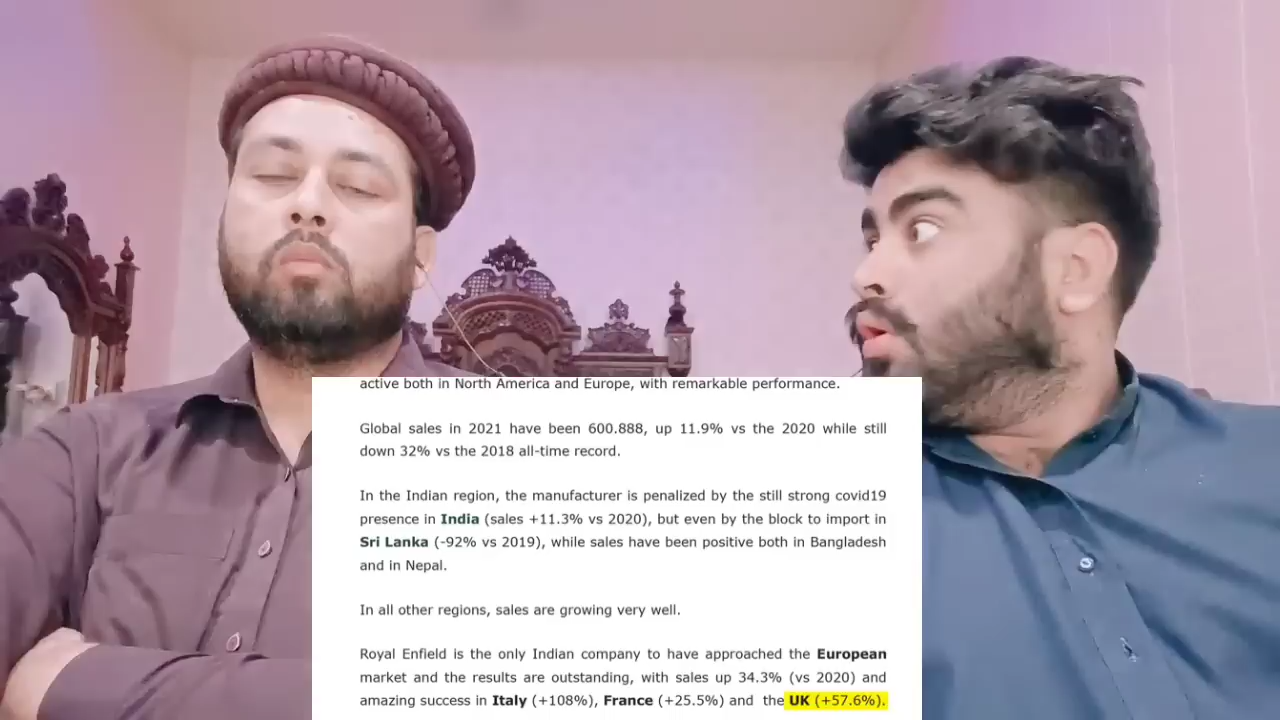 active both in North America and Europe, with remarkable performance.
Global sales in 2021 have been 600.888, up 11.9% vs the 2020 while still
down 32% vs the 2018 all-time record.
In the Indian region, the manufacturer is penalized by the still strong covid19
presence in India (sales +11.3% vs 2020), but even by the block to import in
Sri Lanka (-92% vs 2019), while sales have been positive both in Bangladesh
and in Nepal.
In all other regions, sales are growing very well.
Royal Enfield is the only Indian company to have approached the European
market and the results are outstanding, with sales up 34.3% (vs 2020) and
amazing success in Italy (+108%), France (+25.5%) and the UK (+57.6%).